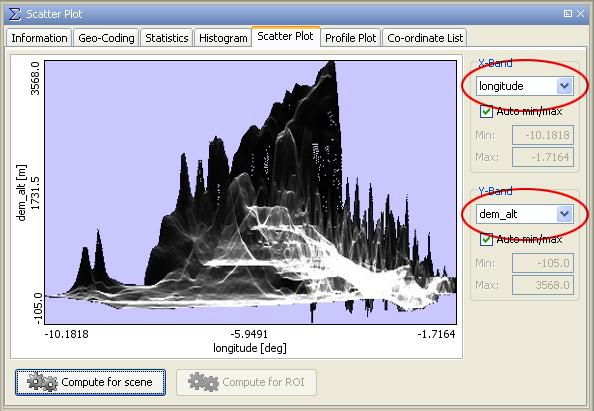 Scatter Plot
Information Geo-Coding Statistics Histogram Scatter Plot Profile Plot Co-ordinate List
3568.0
1731.5
-105.0
dem_alt [m]
-10.1818 -5.9491 -1.7164
longitude [deg]
X-Band
longitude
Auto min/max
Min: -10.1818
Max: -1.7164
Y-Band
dem_alt
Auto min/max
Min: -105.0
Max: 3568.0
Compute for scene Compute for ROI